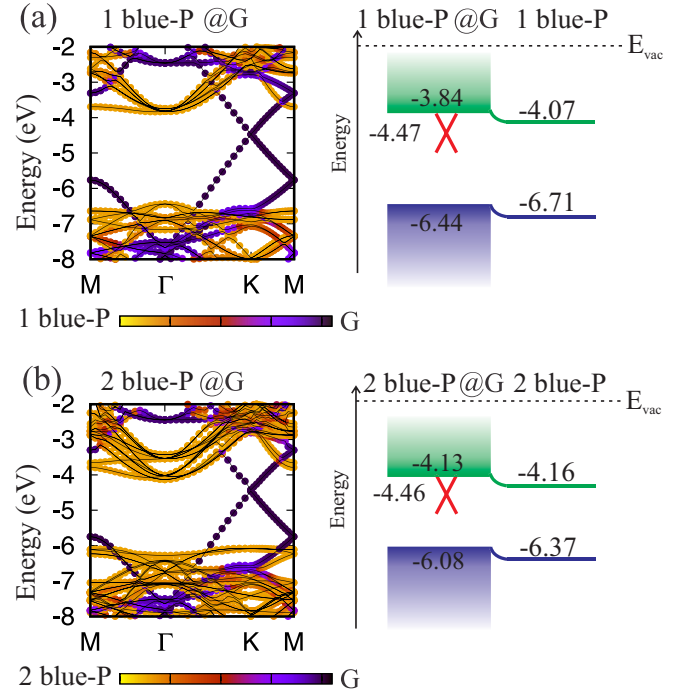 (a) 1 blue-P @G
1 blue-P @G 1 blue-P
Energy (eV)
-2
-3
-4
-5
-6
-7
-8
M Γ K M
1 blue-P G
Energy
E_vac
-3.84
-4.07
-4.47
-6.71
-6.44
(b) 2 blue-P @G
2 blue-P @G 2 blue-P
Energy (eV)
-2
-3
-4
-5
-6
-7
-8
M Γ K M
2 blue-P G
Energy
E_vac
-4.13
-4.16
-4.46
-6.08
-6.37